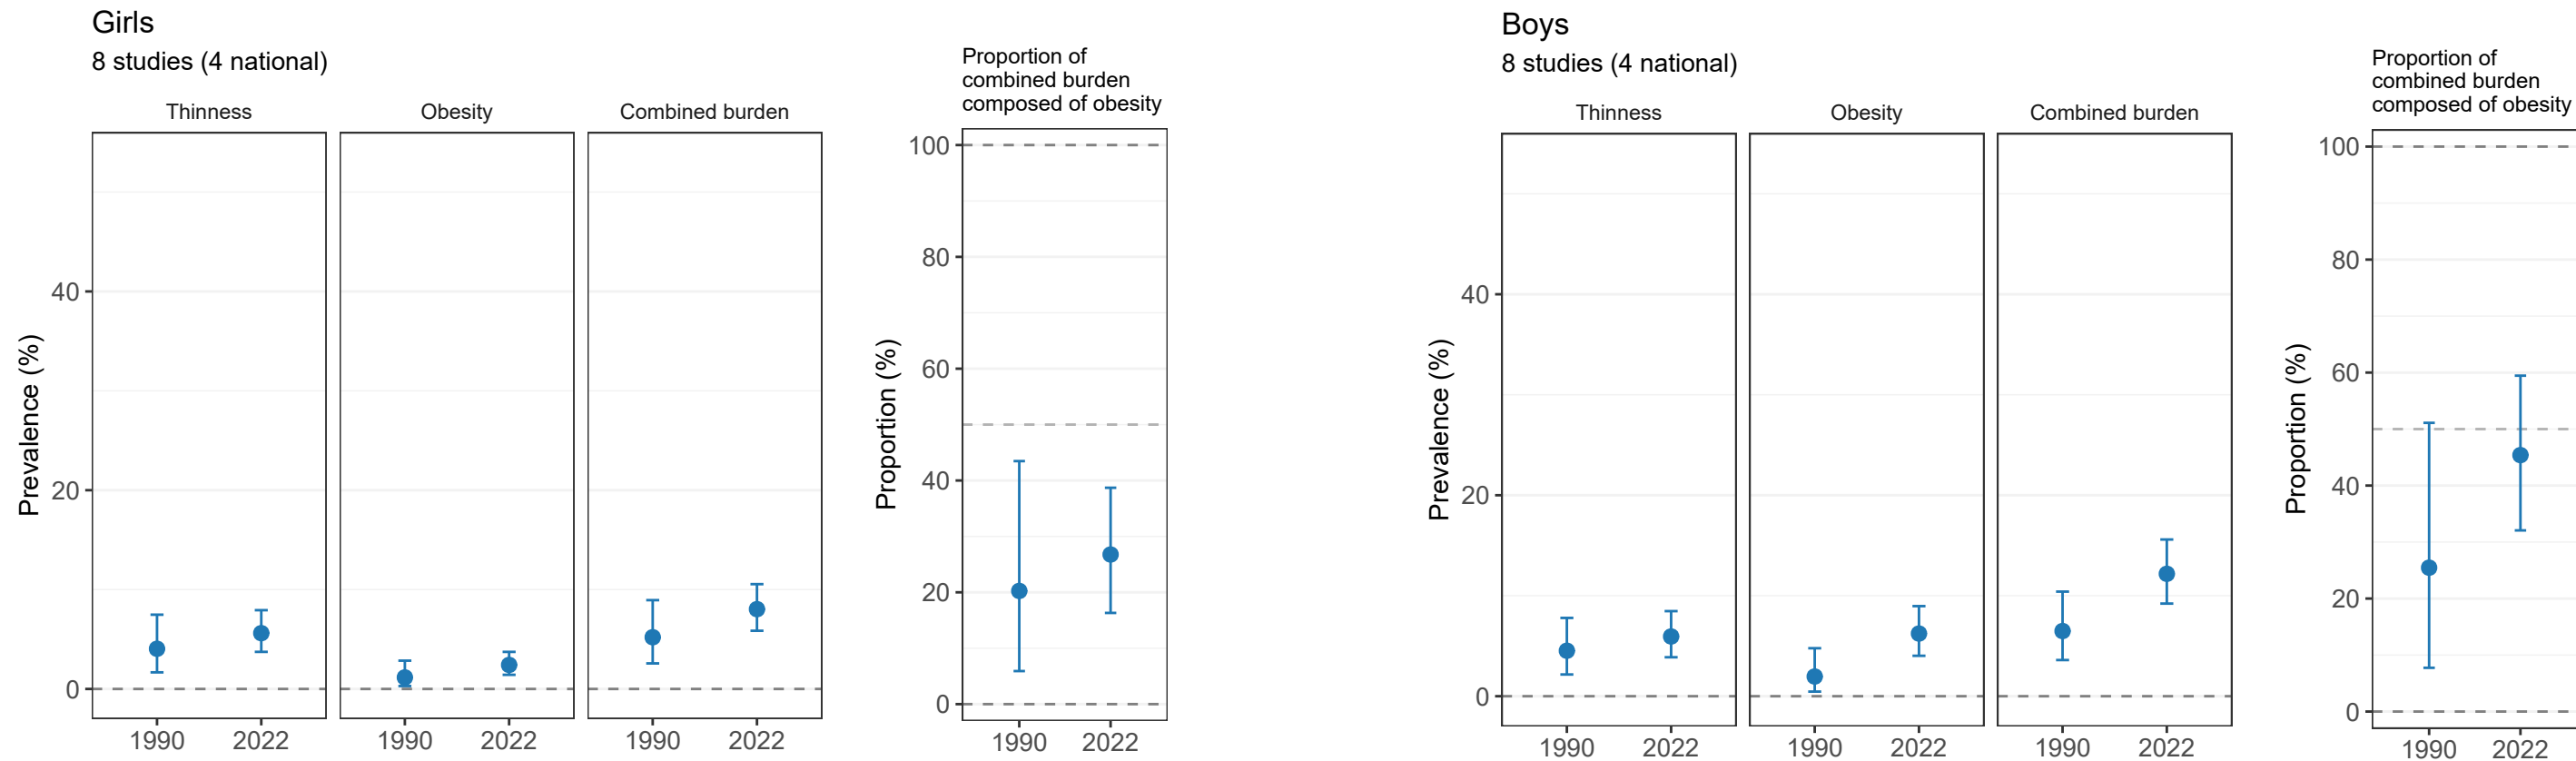 Girls
8 studies (4 national)
Thinness
Obesity
Combined burden
Prevalence (%)
40
20
0
1990
2022
1990
2022
1990
2022
Proportion of
combined burden
composed of obesity
Proportion (%)
100
80
60
40
20
0
1990
2022
Boys
8 studies (4 national)
Thinness
Obesity
Combined burden
Prevalence (%)
40
20
0
1990
2022
1990
2022
1990
2022
Proportion of
combined burden
composed of obesity
Proportion (%)
100
80
60
40
20
0
1990
2022